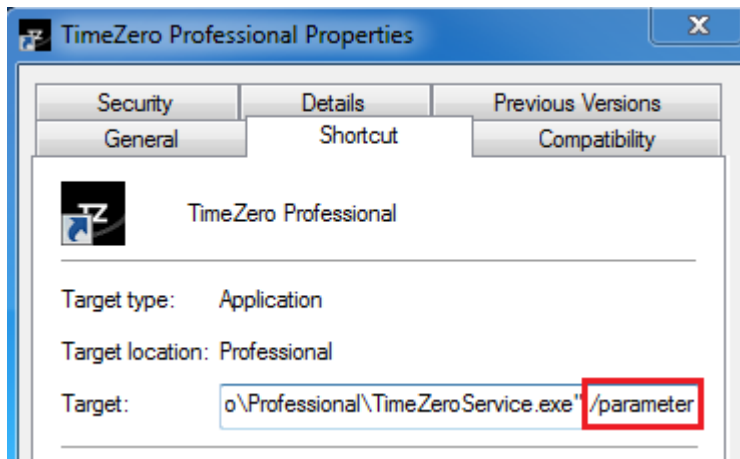 TimeZero Professional Properties
Security Details Previous Versions
General Shortcut Compatibility
TZ TimeZero Professional
Target type: Application
Target location: Professional
Target: o\Professional\TimeZeroService.exe" /parameter